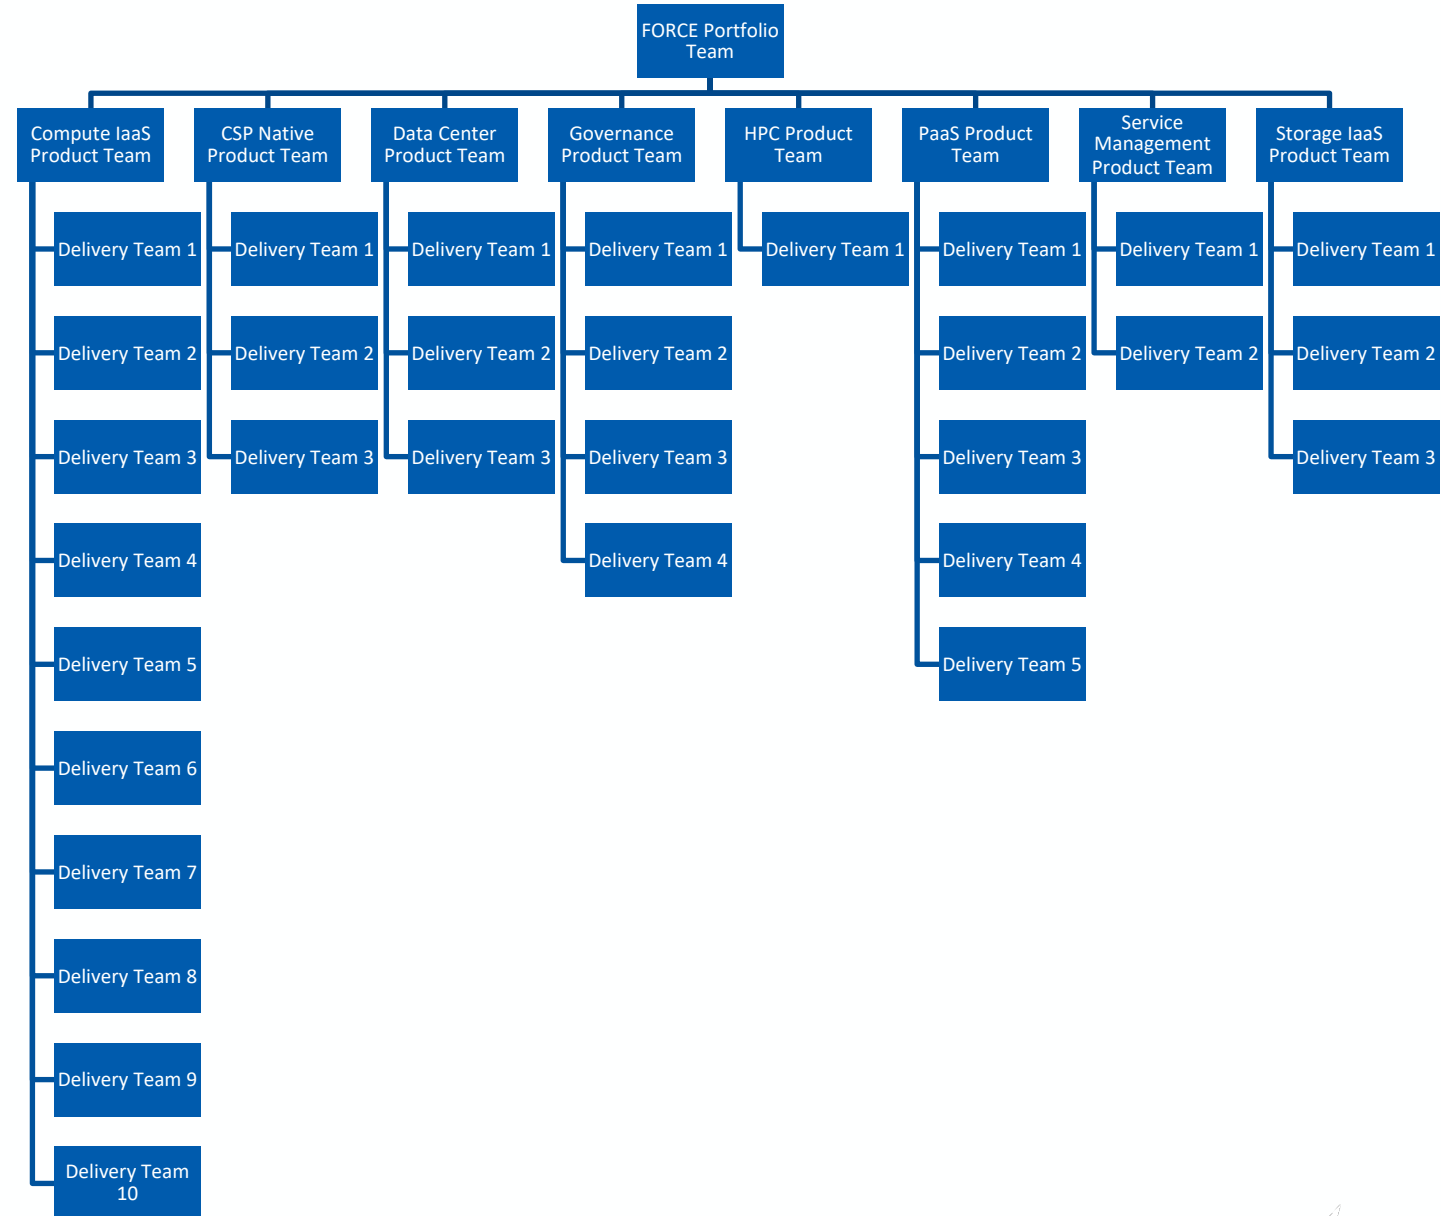 FORCE Portfolio
Team
Compute IaaS
Product Team
CSP Native
Product Team
Data Center
Product Team
Governance
Product Team
HPC Product
Team
PaaS Product
Team
Service
Management
Product Team
Storage IaaS
Product Team
Delivery Team 1
Delivery Team 2
Delivery Team 3
Delivery Team 4
Delivery Team 5
Delivery Team 6
Delivery Team 7
Delivery Team 8
Delivery Team 9
Delivery Team
10
Delivery Team 1
Delivery Team 2
Delivery Team 3
Delivery Team 1
Delivery Team 2
Delivery Team 3
Delivery Team 1
Delivery Team 2
Delivery Team 3
Delivery Team 4
Delivery Team 1
Delivery Team 1
Delivery Team 2
Delivery Team 3
Delivery Team 4
Delivery Team 5
Delivery Team 1
Delivery Team 2
Delivery Team 1
Delivery Team 2
Delivery Team 3